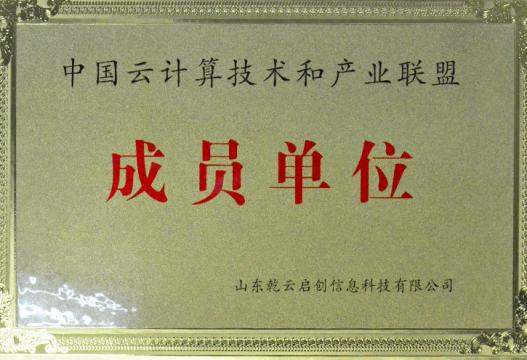 中国云计算技术和产业联盟
成员单位
山东乾云启创信息科技有限公司